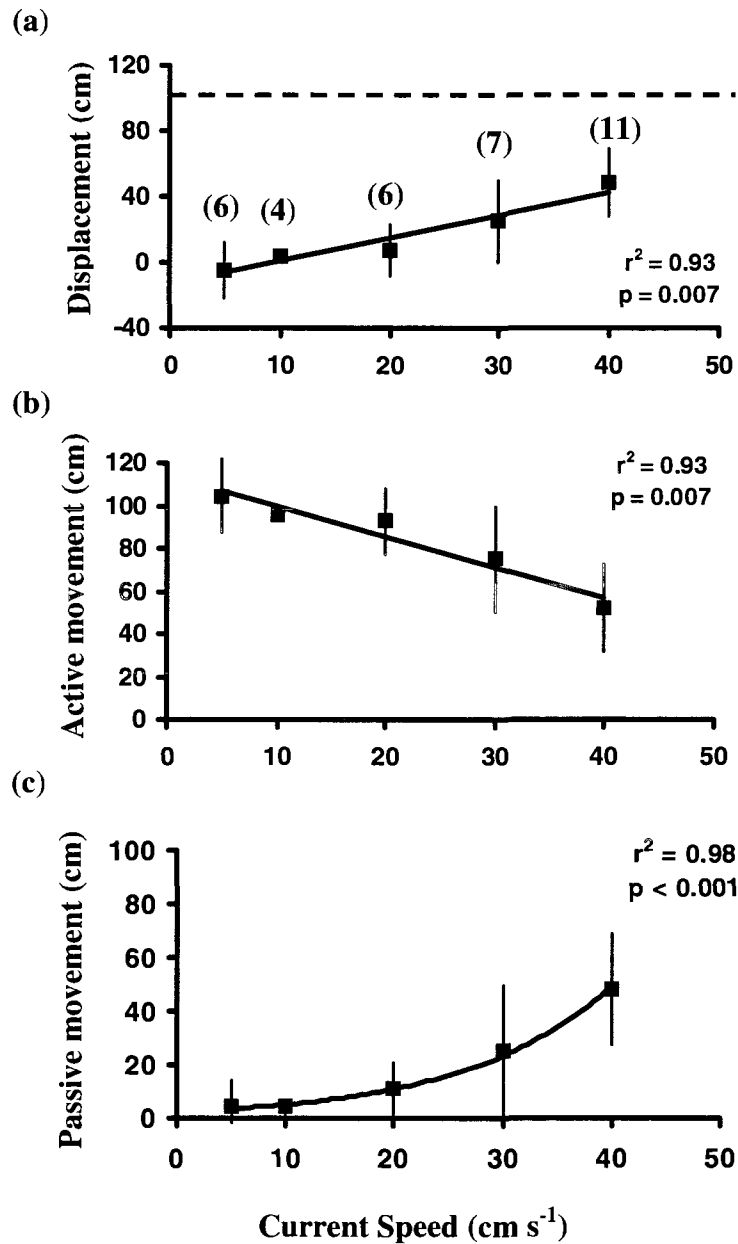 (a)
Displacement (cm)
120
80
40
0
-40
(6)
(4)
(6)
(7)
(11)
r² = 0.93
p = 0.007
0 10 20 30 40 50
(b)
Active movement (cm)
120
100
80
60
40
20
0
r² = 0.93
p = 0.007
0 10 20 30 40 50
(c)
Passive movement (cm)
100
80
60
40
20
0
r² = 0.98
p < 0.001
0 10 20 30 40 50
Current Speed (cm s⁻¹)